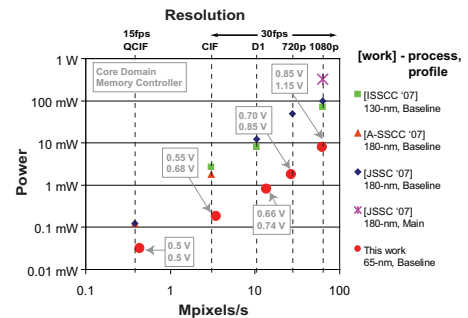 Resolution
15fps
30fps
QCIF
CIF
D1
720p
1080p
Power
1 W
100 mW
10 mW
1 mW
0.1 mW
0.01 mW
Core Domain
Memory Controller
0.85 V
1.15 V
0.70 V
0.85 V
0.55 V
0.68 V
0.66 V
0.74 V
0.5 V
0.5 V
0.1
1
10
100
Mpixels/s
[work] - process,
profile
[ISSCC '07]
130-nm, Baseline
[A-SSCC '07]
180-nm, Baseline
[JSSC '07]
180-nm, Baseline
[JSSC '07]
180-nm, Main
This work
65-nm, Baseline